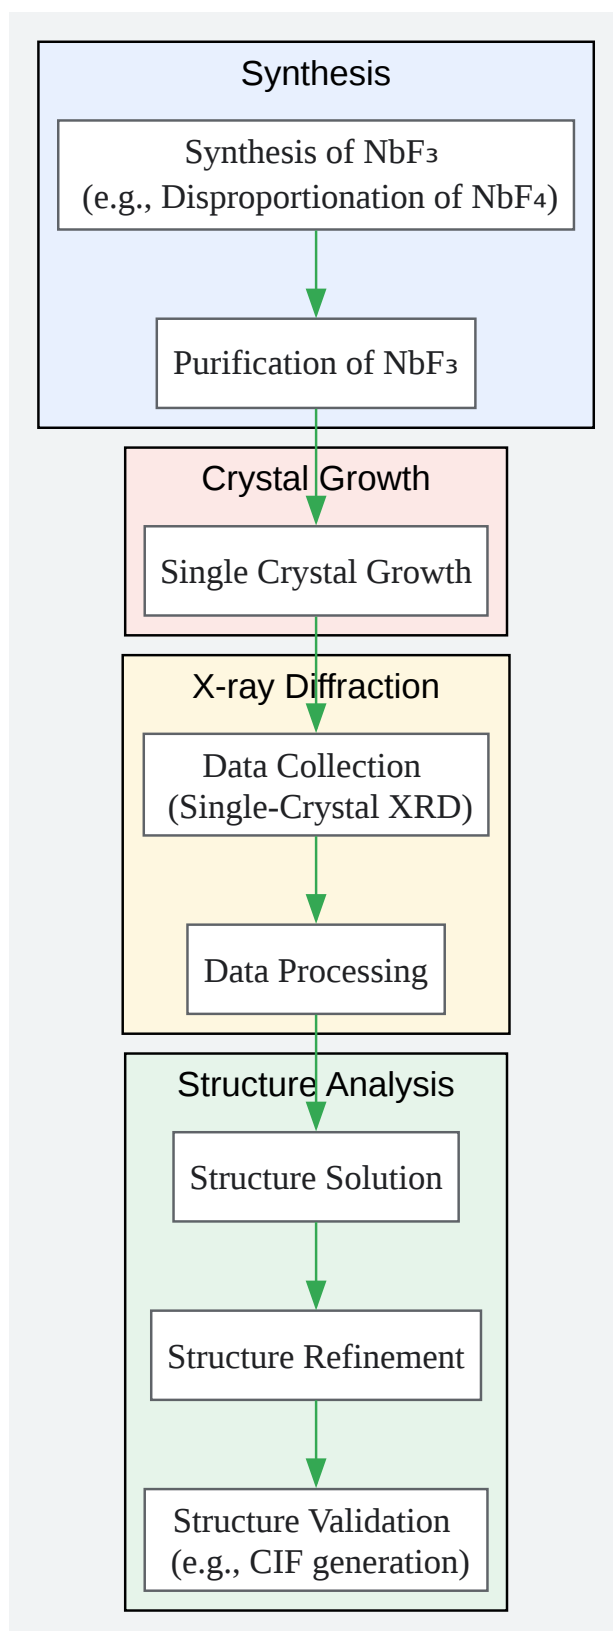 Synthesis
Synthesis of NbF₃
(e.g., Disproportionation of NbF₄)
Purification of NbF₃
Crystal Growth
Single Crystal Growth
X-ray Diffraction
Data Collection
(Single-Crystal XRD)
Data Processing
Structure Analysis
Structure Solution
Structure Refinement
Structure Validation
(e.g., CIF generation)